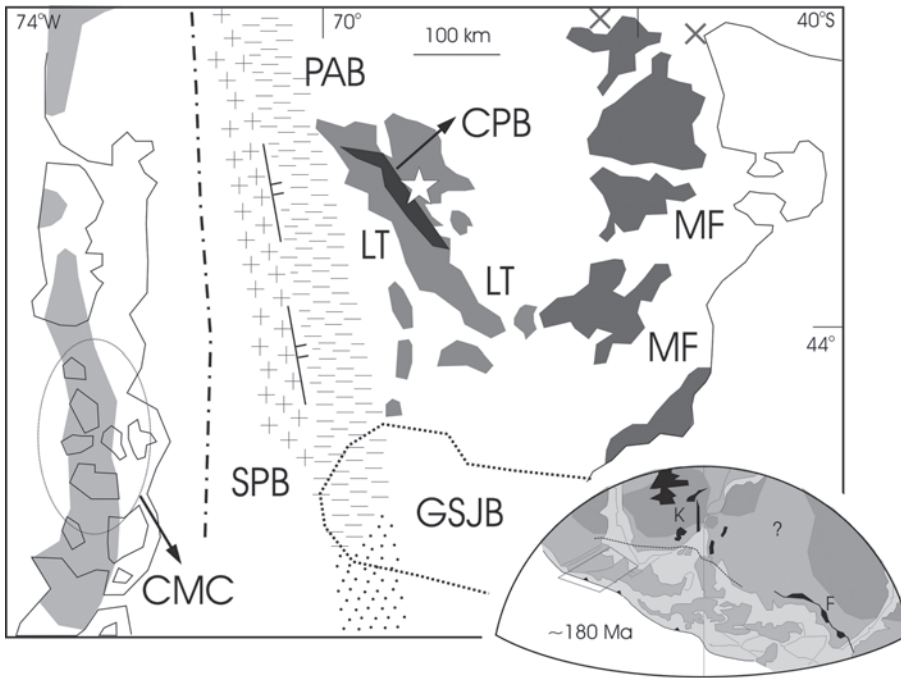 74°W
70°
40°S
100 km
PAB
CPB
LT
LT
MF
MF
44°
SPB
GSJB
CMC
K
?
F
~180 Ma